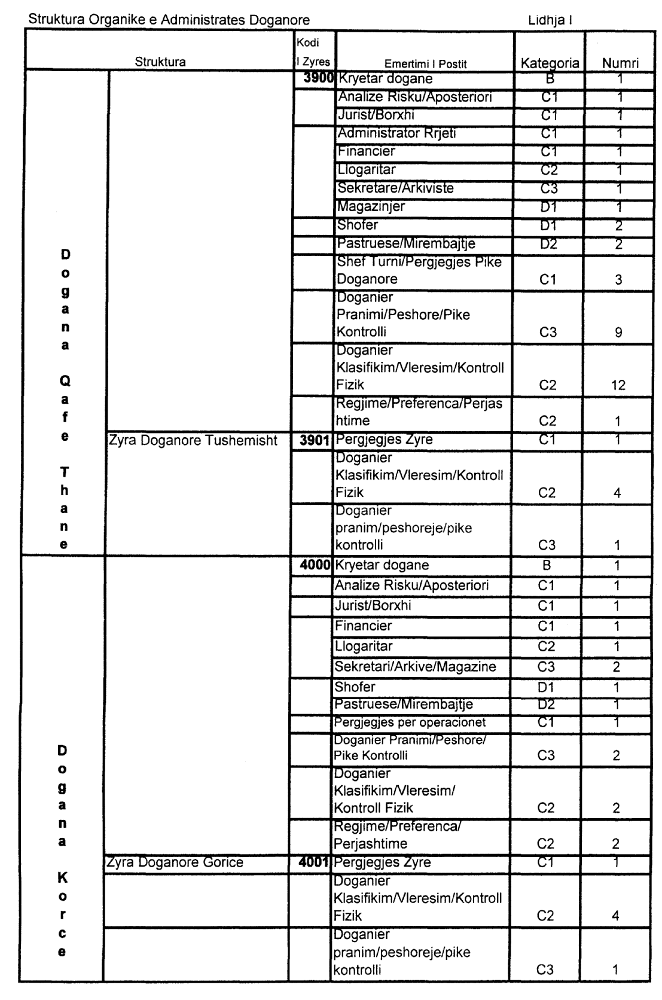 Struktura Organike e Administrates Doganore Lidhja I
Kodi
Struktura I Zyres Emertimi I Postit Kategoria Numri
Dogana Qafe Thane
3900 Kryetar dogane B 1
Analize Risku/Aposteriori C1 1
Jurist/Borxhi C1 1
Administrator Rrjeti C1 1
Financier C1 1
Llogaritar C2 1
Sekretare/Arkiviste C3 1
Magazinjer D1 1
Shofer D1 2
Pastruese/Mirembajtje D2 2
Shef Turni/Pergjegjes Pike
Doganore C1 3
Doganier
Pranimi/Peshore/Pike
Kontrolli C3 9
Doganier
Klasifikim/Vleresim/Kontroll
Fizik C2 12
Regjime/Preferenca/Perjas
htime C2 1
Zyra Doganore Tushemisht 3901 Pergjegjes Zyre C1 1
Doganier
Klasifikim/Vleresim/Kontroll
Fizik C2 4
Doganier
pranim/peshoreje/pike
kontrolli C3 1
Dogana Korce
4000 Kryetar dogane B 1
Analize Risku/Aposteriori C1 1
Jurist/Borxhi C1 1
Financier C1 1
Llogaritar C2 1
Sekretari/Arkive/Magazine C3 2
Shofer D1 1
Pastruese/Mirembajtje D2 1
Pergjegjes per operacionet C1 1
Doganier Pranimi/Peshore/
Pike Kontrolli C3 2
Doganier
Klasifikim/Vleresim/
Kontroll Fizik C2 2
Regjime/Preferenca/
Perjashtime C2 2
Zyra Doganore Gorice 4001 Pergjegjes Zyre C1 1
Doganier
Klasifikim/Vleresim/Kontroll
Fizik C2 4
Doganier
pranim/peshoreje/pike
kontrolli C3 1